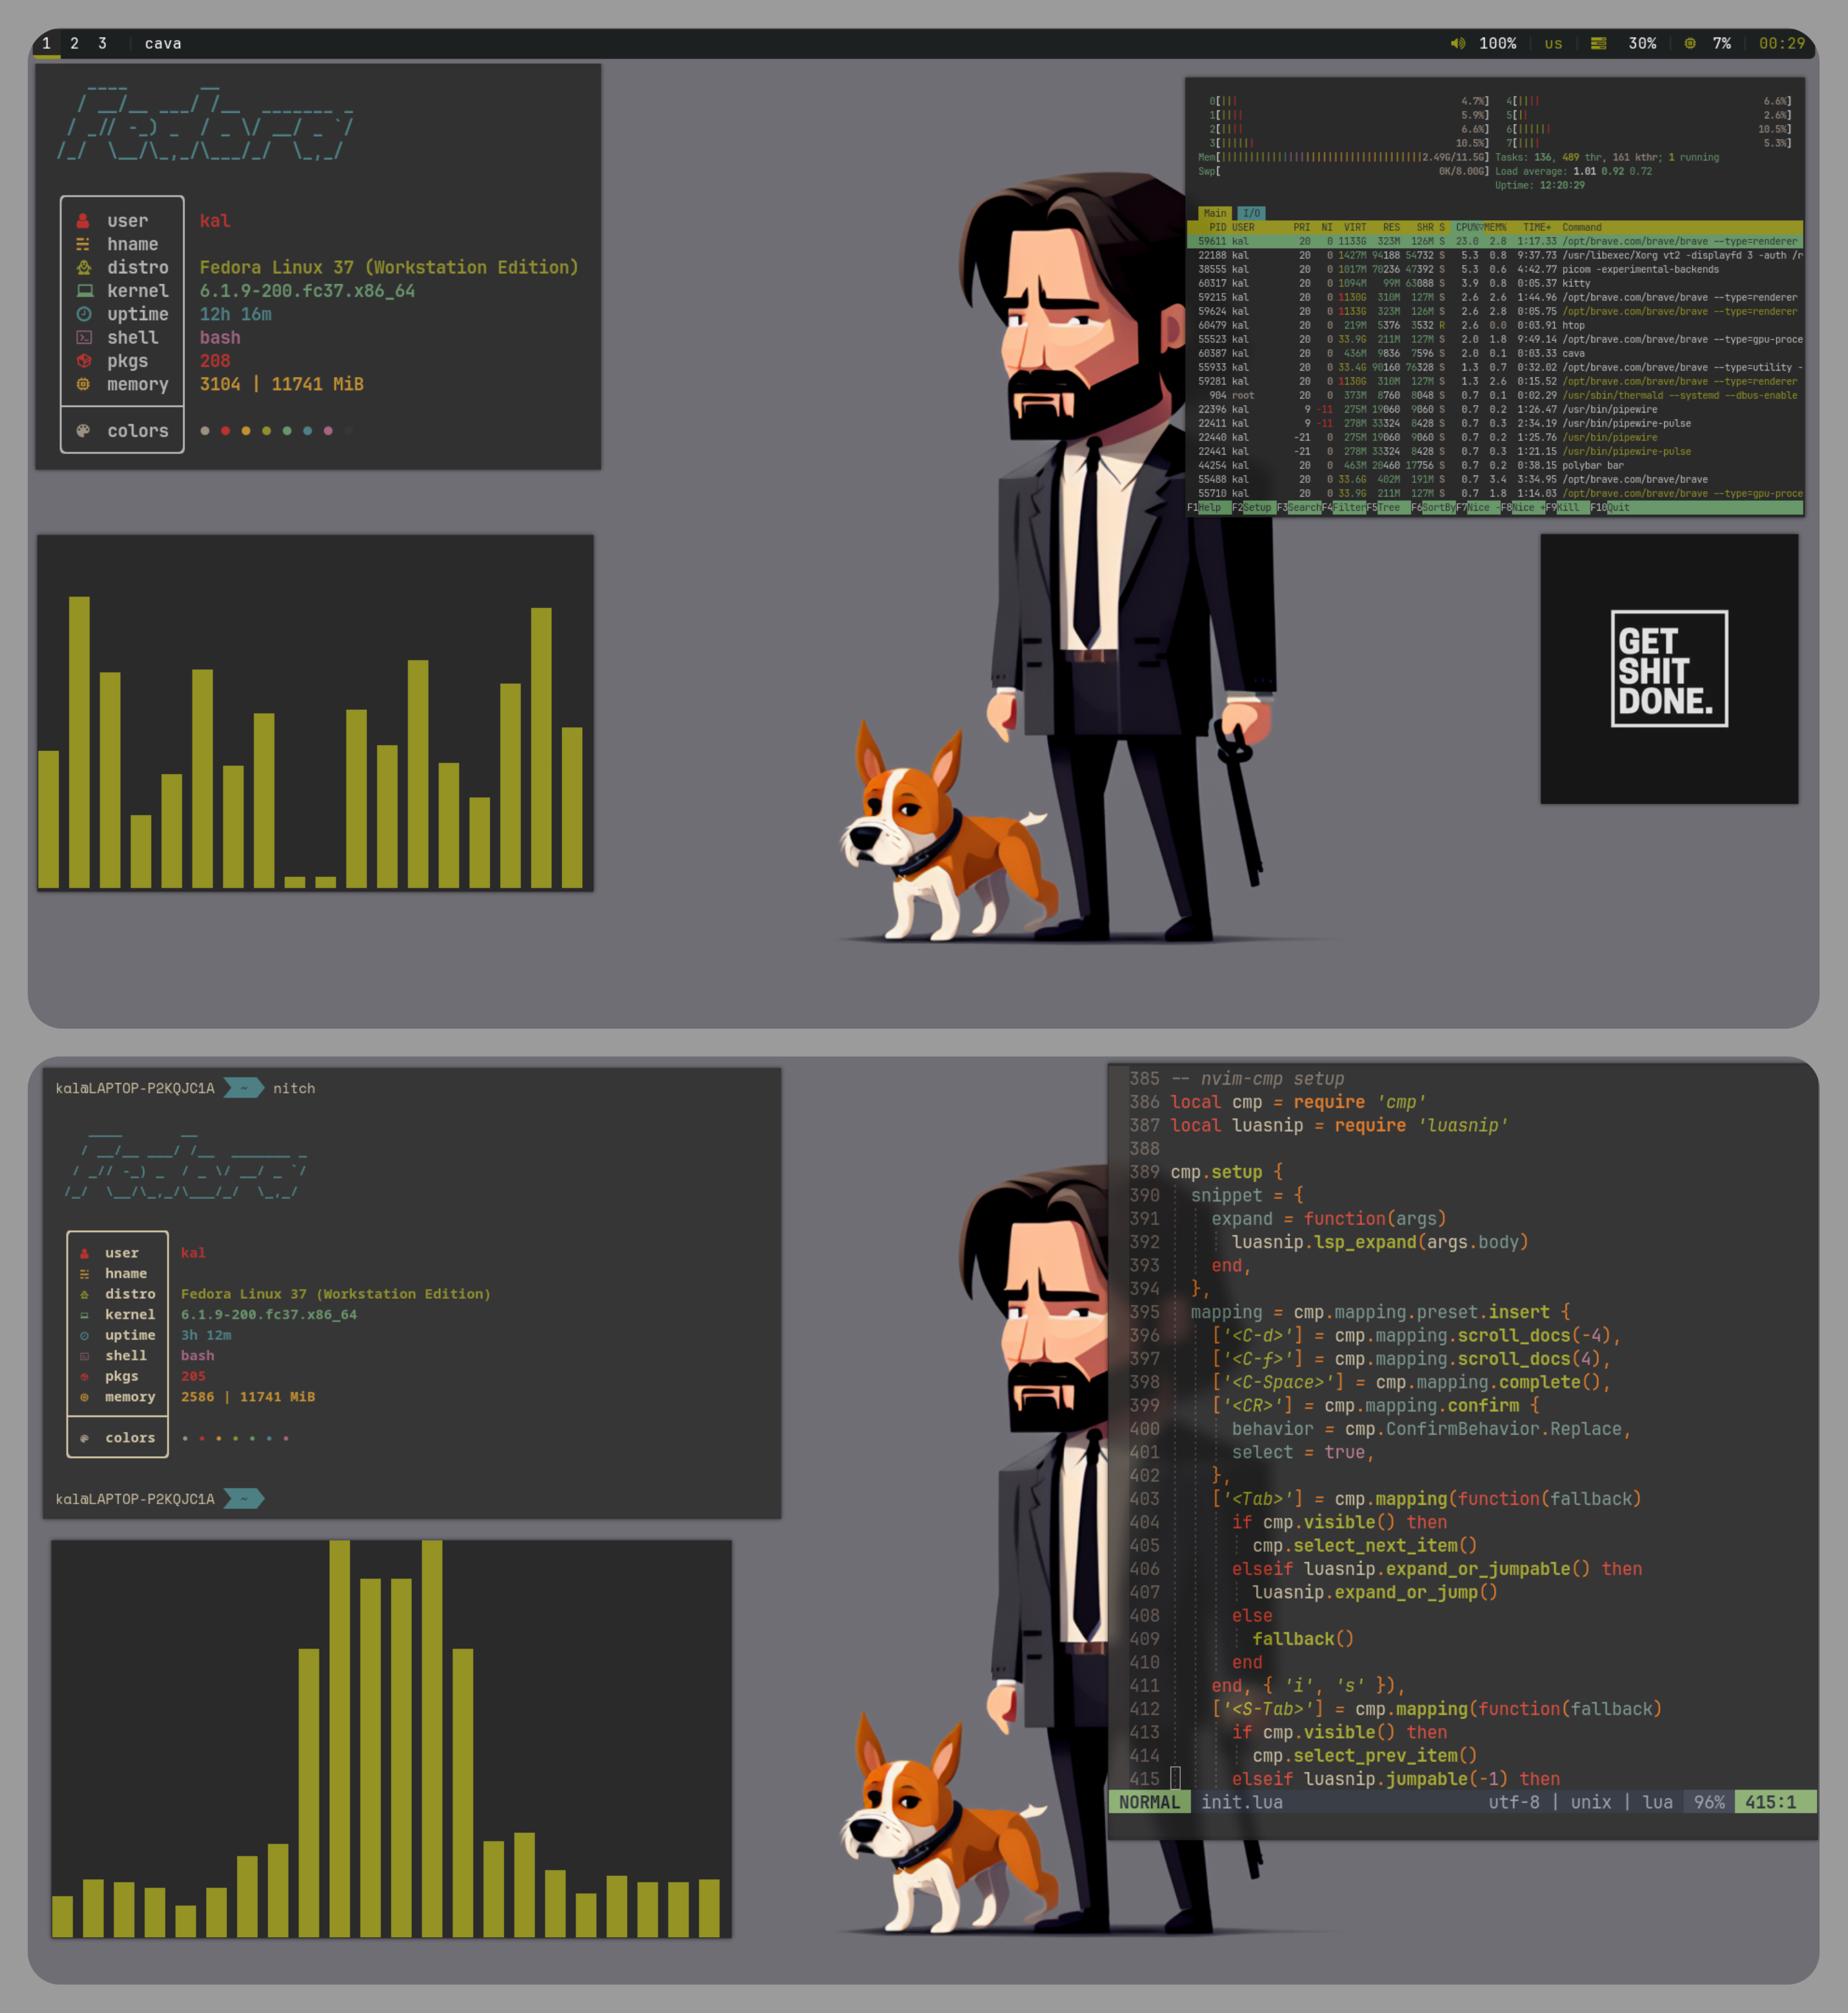 1 2 3 cava 100% us 30% 7% 00:29
user kal
hname
distro Fedora Linux 37 (Workstation Edition)
kernel 6.1.9-200.fc37.x86_64
uptime 12h 16m
shell bash
pkgs 208
memory 3104 | 11741 MiB
colors
0[ 4.7%] 4[ 6.6%]
1[ 5.9%] 5[ 2.6%]
2[ 6.6%] 6[ 10.5%]
3[ 10.5%] 7[ 5.3%]
Mem[ 2.49G/11.5G] Tasks: 136, 489 thr, 161 kthr; 1 running
Swp[ 0K/8.00G] Load average: 1.01 0.92 0.72
Uptime: 12:20:29
Main I/O
PID USER PRI NI VIRT RES SHR S CPU%▽MEM% TIME+ Command
59611 kal 20 0 1133G 323M 126M S 23.0 2.8 1:17.33 /opt/brave.com/brave/brave --type=renderer
22188 kal 20 0 1427M 94188 54732 S 5.3 0.8 9:37.73 /usr/libexec/Xorg vt2 -displayfd 3 -auth /r
38555 kal 20 0 1017M 70236 47392 S 5.3 0.6 4:42.77 picom -experimental-backends
60317 kal 20 0 1094M 99M 63088 S 3.9 0.8 0:05.37 kitty
59215 kal 20 0 1130G 310M 127M S 2.6 2.6 1:44.96 /opt/brave.com/brave/brave --type=renderer
59624 kal 20 0 1133G 323M 126M S 2.6 2.8 0:05.75 /opt/brave.com/brave/brave --type=renderer
60479 kal 20 0 219M 5376 3532 R 2.6 0.0 0:03.91 htop
55523 kal 20 0 33.9G 211M 127M S 2.0 1.8 9:49.14 /opt/brave.com/brave/brave --type=gpu-proce
60387 kal 20 0 436M 9836 7596 S 2.0 0.1 0:03.33 cava
55933 kal 20 0 33.4G 90160 76328 S 1.3 0.7 0:32.02 /opt/brave.com/brave/brave --type=utility -
59281 kal 20 0 1130G 310M 127M S 1.3 2.6 0:15.52 /opt/brave.com/brave/brave --type=renderer
904 root 20 0 373M 8760 8048 S 0.7 0.1 0:02.29 /usr/sbin/thermald --systemd --dbus-enable
22396 kal 9 -11 275M 19060 9060 S 0.7 0.2 1:26.47 /usr/bin/pipewire
22411 kal 9 -11 278M 33324 8428 S 0.7 0.3 2:34.19 /usr/bin/pipewire-pulse
22440 kal -21 0 275M 19060 9060 S 0.7 0.2 1:25.76 /usr/bin/pipewire
22441 kal -21 0 278M 33324 8428 S 0.7 0.3 1:21.15 /usr/bin/pipewire-pulse
44254 kal 20 0 463M 20460 17756 S 0.7 0.2 0:38.15 polybar bar
55488 kal 20 0 33.6G 402M 191M S 0.7 3.4 3:34.95 /opt/brave.com/brave/brave
55710 kal 20 0 33.9G 211M 127M S 0.7 1.8 1:14.03 /opt/brave.com/brave/brave --type=gpu-proce
F1Help F2Setup F3SearchF4FilterF5Tree F6SortByF7Nice -F8Nice +F9Kill F10Quit
GET
SHIT
DONE.
kal@LAPTOP-P2KQJC1A ~ nitch
user kal
hname
distro Fedora Linux 37 (Workstation Edition)
kernel 6.1.9-200.fc37.x86_64
uptime 3h 12m
shell bash
pkgs 205
memory 2586 | 11741 MiB
colors
kal@LAPTOP-P2KQJC1A ~
385 -- nvim-cmp setup
386 local cmp = require 'cmp'
387 local luasnip = require 'luasnip'
388
389 cmp.setup {
390 snippet = {
391 expand = function(args)
392 luasnip.lsp_expand(args.body)
393 end,
394 },
395 mapping = cmp.mapping.preset.insert {
396 ['<C-d>'] = cmp.mapping.scroll_docs(-4),
397 ['<C-f>'] = cmp.mapping.scroll_docs(4),
398 ['<C-Space>'] = cmp.mapping.complete(),
399 ['<CR>'] = cmp.mapping.confirm {
400 behavior = cmp.ConfirmBehavior.Replace,
401 select = true,
402 },
403 ['<Tab>'] = cmp.mapping(function(fallback)
404 if cmp.visible() then
405 cmp.select_next_item()
406 elseif luasnip.expand_or_jumpable() then
407 luasnip.expand_or_jump()
408 else
409 fallback()
410 end
411 end, { 'i', 's' }),
412 ['<S-Tab>'] = cmp.mapping(function(fallback)
413 if cmp.visible() then
414 cmp.select_prev_item()
415 elseif luasnip.jumpable(-1) then
NORMAL init.lua utf-8 | unix | lua 96% 415:1